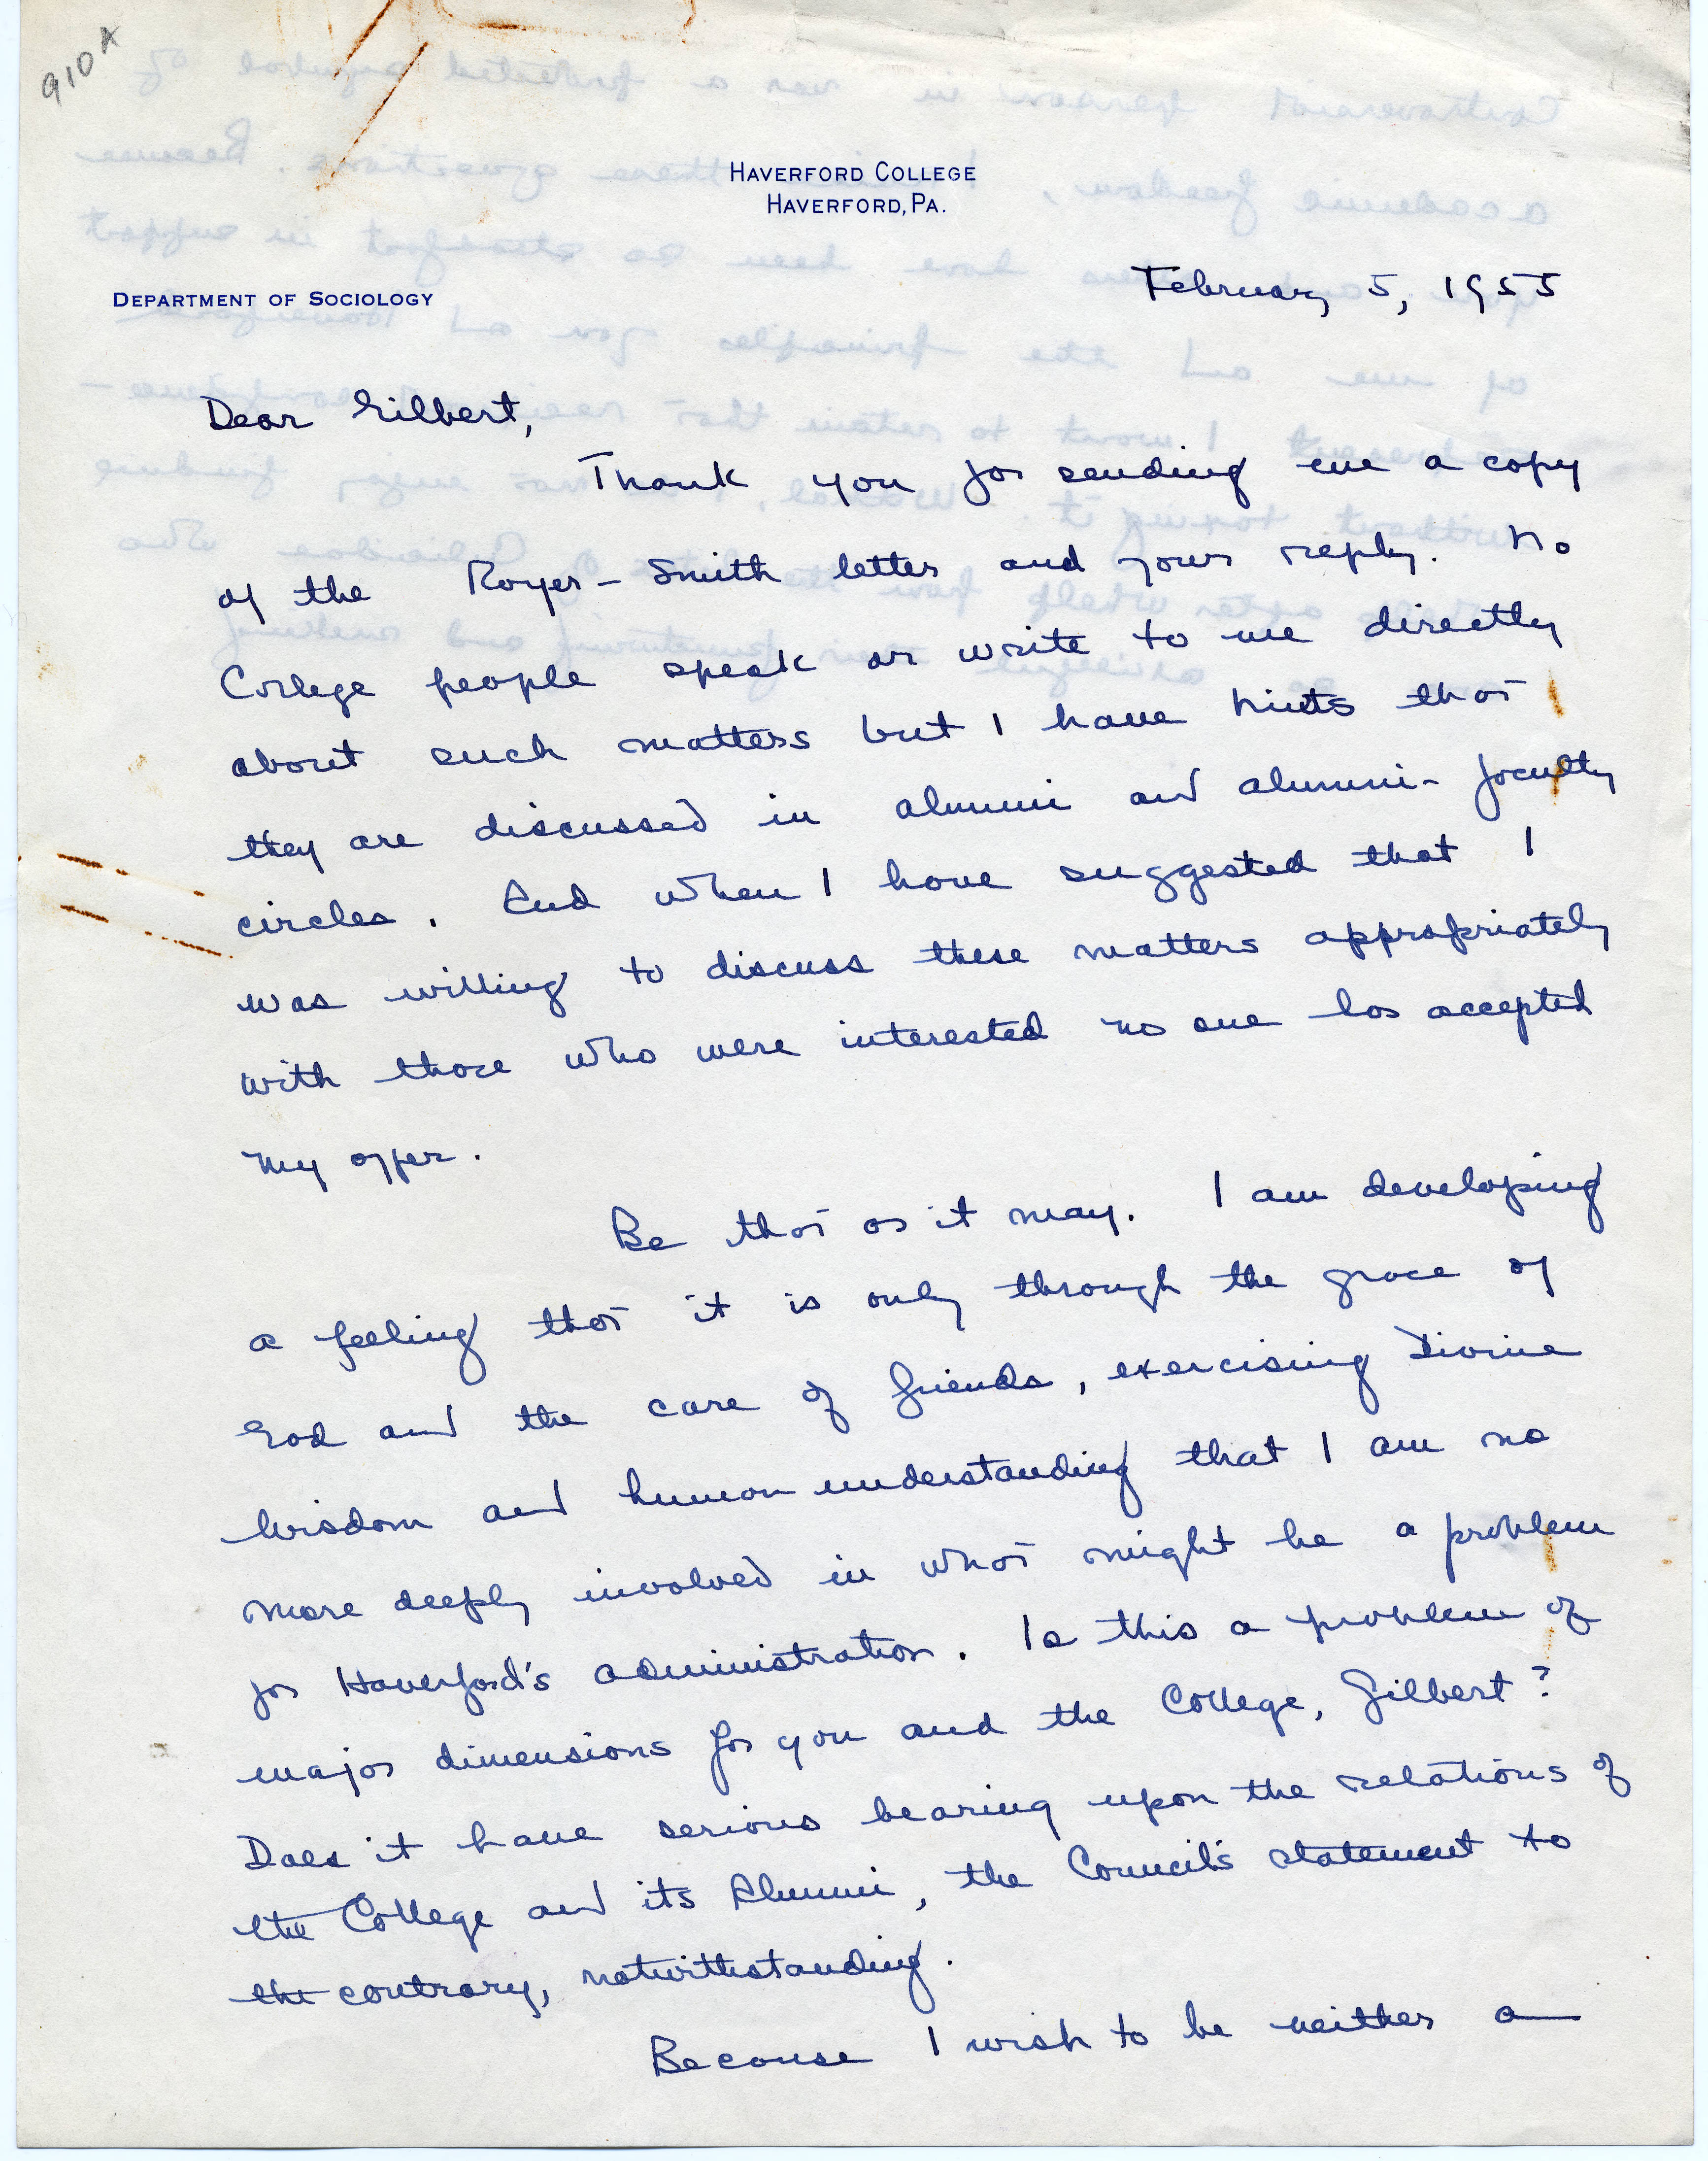 910A
HAVERFORD COLLEGE
HAVERFORD, PA.
DEPARTMENT OF SOCIOLOGY
February 5, 1955
Dear Gilbert,
Thank you for sending me a copy
of the Royer-Smith letter and your reply. No
College people speak or write to me directly
about such matters but I have hints that
they are discussed in alumni and alumni-faculty
circles. And when I have suggested that I
was willing to discuss these matters appropriately
with those who were interested no one has accepted
my offer.
Be that as it may. I am developing
a feeling that it is only through the grace of
God and the care of friends, exercising Divine
wisdom and human understanding that I am no
more deeply involved in what might be a problem
for Haverford's administration. Is this a problem of
major dimensions for you and the College, Gilbert?
Does it have serious bearing upon the relations of
the College and its Alumni, the Council's statement to
the contrary, notwithstanding.
Because I wish to be neither a